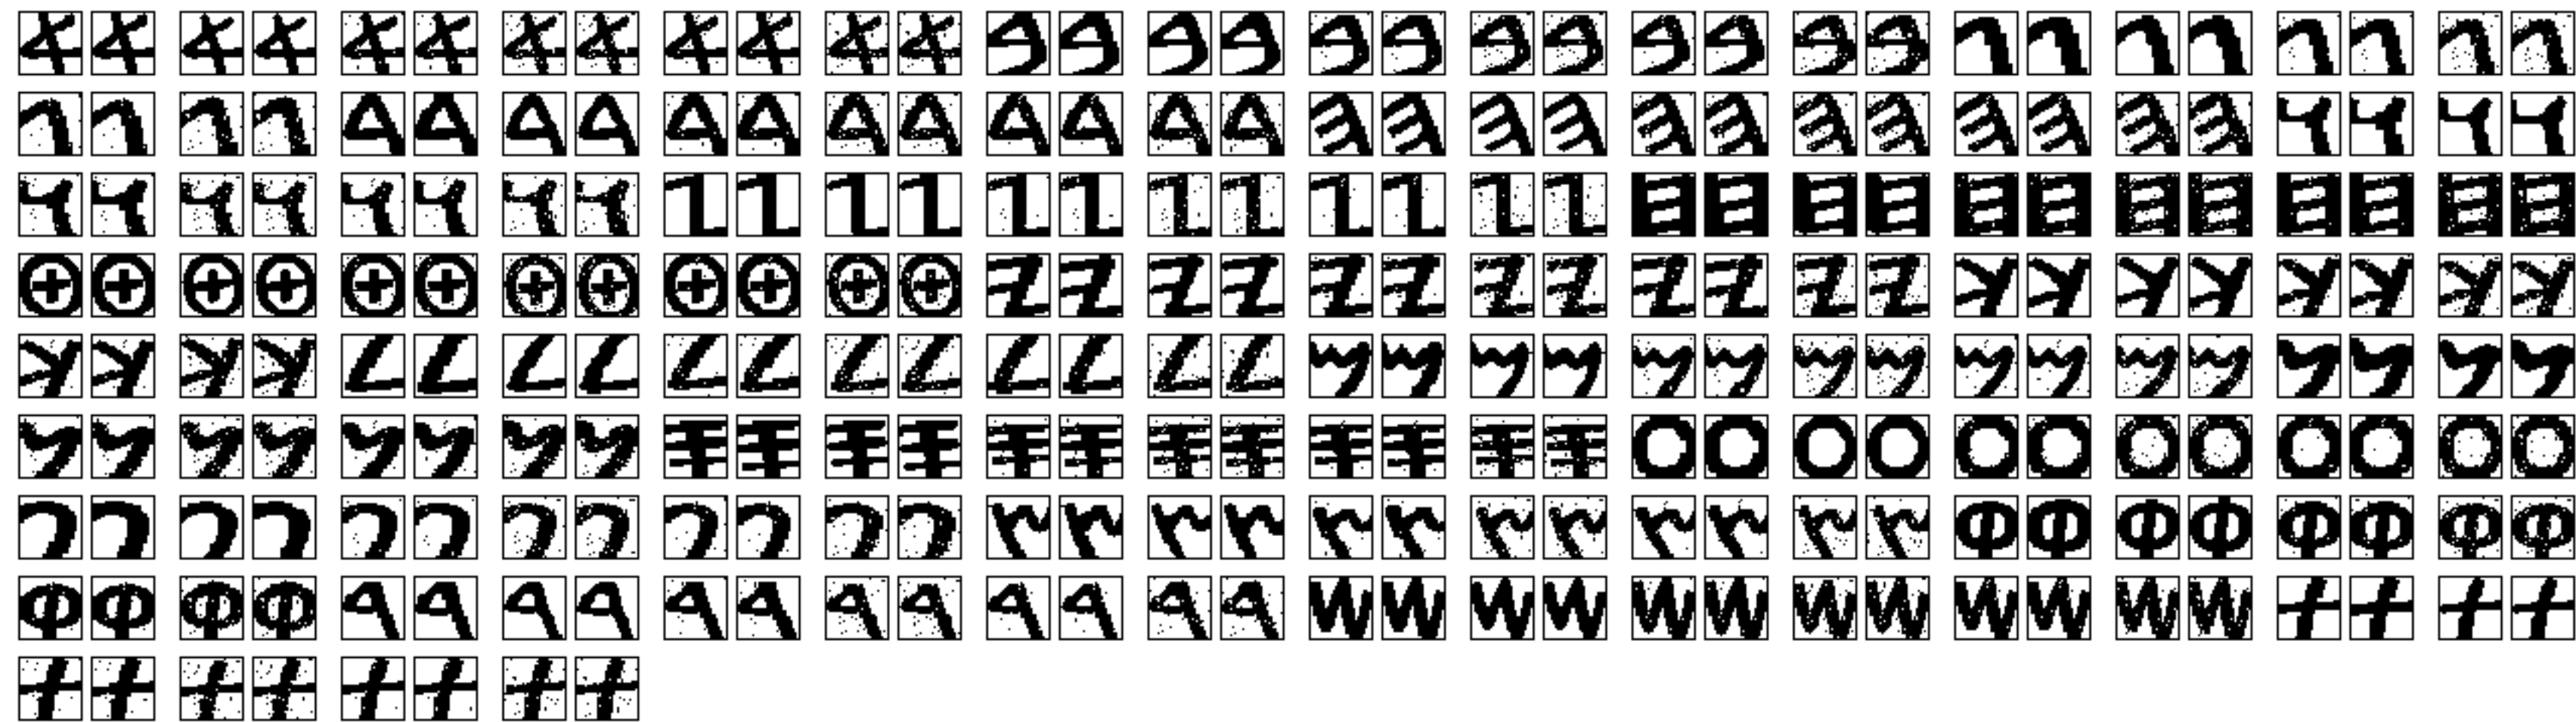 𐤀𐤀𐤀𐤀𐤀𐤀𐤀𐤀𐤀𐤀𐤀𐤀𐤁𐤁𐤁𐤁𐤁𐤁𐤁𐤁𐤁𐤁𐤁𐤁𐤂𐤂𐤂𐤂𐤂𐤂𐤂𐤂
𐤂𐤂𐤂𐤂𐤃𐤃𐤃𐤃𐤃𐤃𐤃𐤃𐤃𐤃𐤃𐤃𐤄𐤄𐤄𐤄𐤄𐤄𐤄𐤄𐤄𐤄𐤄𐤄𐤅𐤅𐤅𐤅
𐤅𐤅𐤅𐤅𐤅𐤅𐤅𐤅𐤆𐤆𐤆𐤆𐤆𐤆𐤆𐤆𐤆𐤆𐤆𐤆𐤇𐤇𐤇𐤇𐤇𐤇𐤇𐤇𐤇𐤇𐤇𐤇
𐤈𐤈𐤈𐤈𐤈𐤈𐤈𐤈𐤈𐤈𐤈𐤈𐤉𐤉𐤉𐤉𐤉𐤉𐤉𐤉𐤉𐤉𐤉𐤉𐤊𐤊𐤊𐤊𐤊𐤊𐤊𐤊
𐤊𐤊𐤊𐤊𐤋𐤋𐤋𐤋𐤋𐤋𐤋𐤋𐤋𐤋𐤋𐤋𐤌𐤌𐤌𐤌𐤌𐤌𐤌𐤌𐤌𐤌𐤌𐤌𐤍𐤍𐤍𐤍
𐤍𐤍𐤍𐤍𐤍𐤍𐤍𐤍𐤎𐤎𐤎𐤎𐤎𐤎𐤎𐤎𐤎𐤎𐤎𐤎𐤏𐤏𐤏𐤏𐤏𐤏𐤏𐤏𐤏𐤏𐤏𐤏
𐤐𐤐𐤐𐤐𐤐𐤐𐤐𐤐𐤐𐤐𐤐𐤐𐤑𐤑𐤑𐤑𐤑𐤑𐤑𐤑𐤑𐤑𐤑𐤑𐤒𐤒𐤒𐤒𐤒𐤒𐤒𐤒
𐤒𐤒𐤒𐤒𐤓𐤓𐤓𐤓𐤓𐤓𐤓𐤓𐤓𐤓𐤓𐤓𐤔𐤔𐤔𐤔𐤔𐤔𐤔𐤔𐤔𐤔𐤔𐤔𐤕𐤕𐤕𐤕
𐤕𐤕𐤕𐤕𐤕𐤕𐤕𐤕